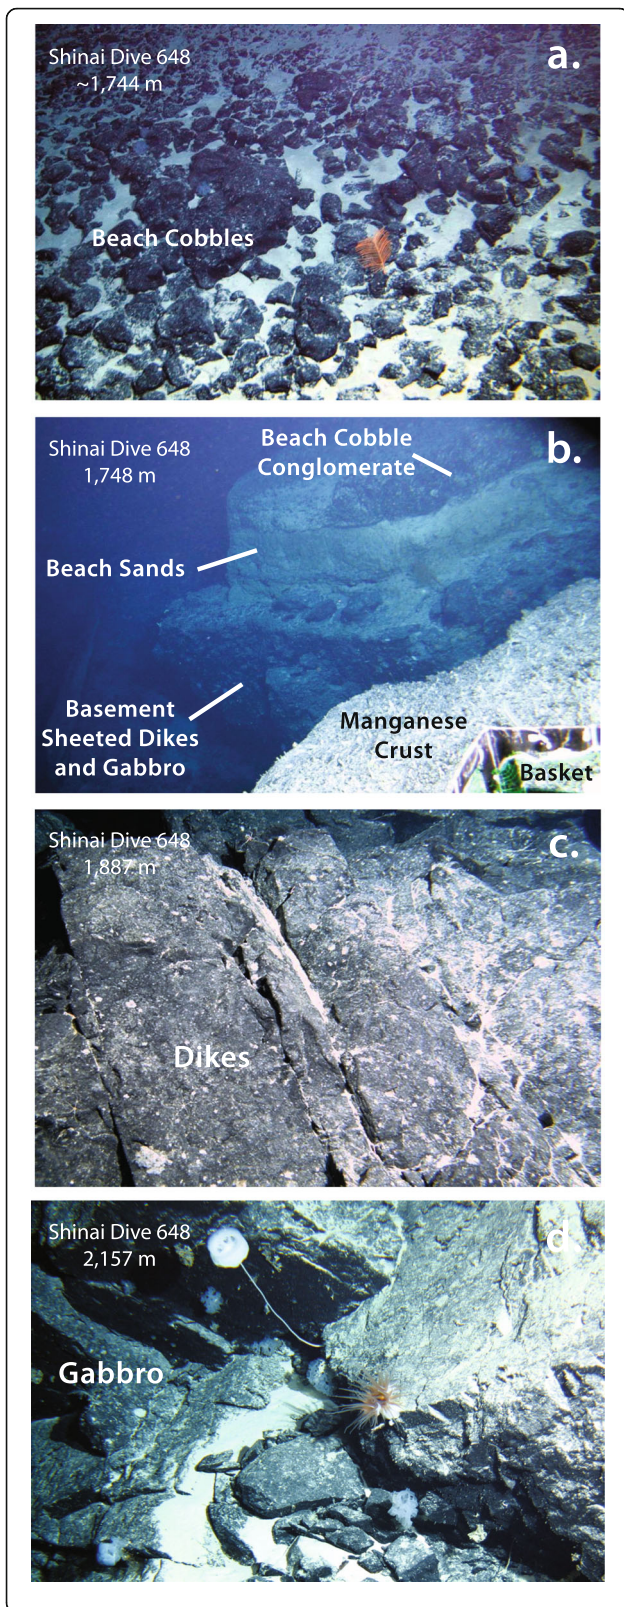 Shinai Dive 648
~1,744 m
a.
Beach Cobbles
Shinai Dive 648
1,748 m
b.
Beach Cobble
Conglomerate
Beach Sands
Basement
Sheeted Dikes
and Gabbro
Manganese
Crust
Basket
Shinai Dive 648
1,887 m
c.
Dikes
Shinai Dive 648
2,157 m
d.
Gabbro